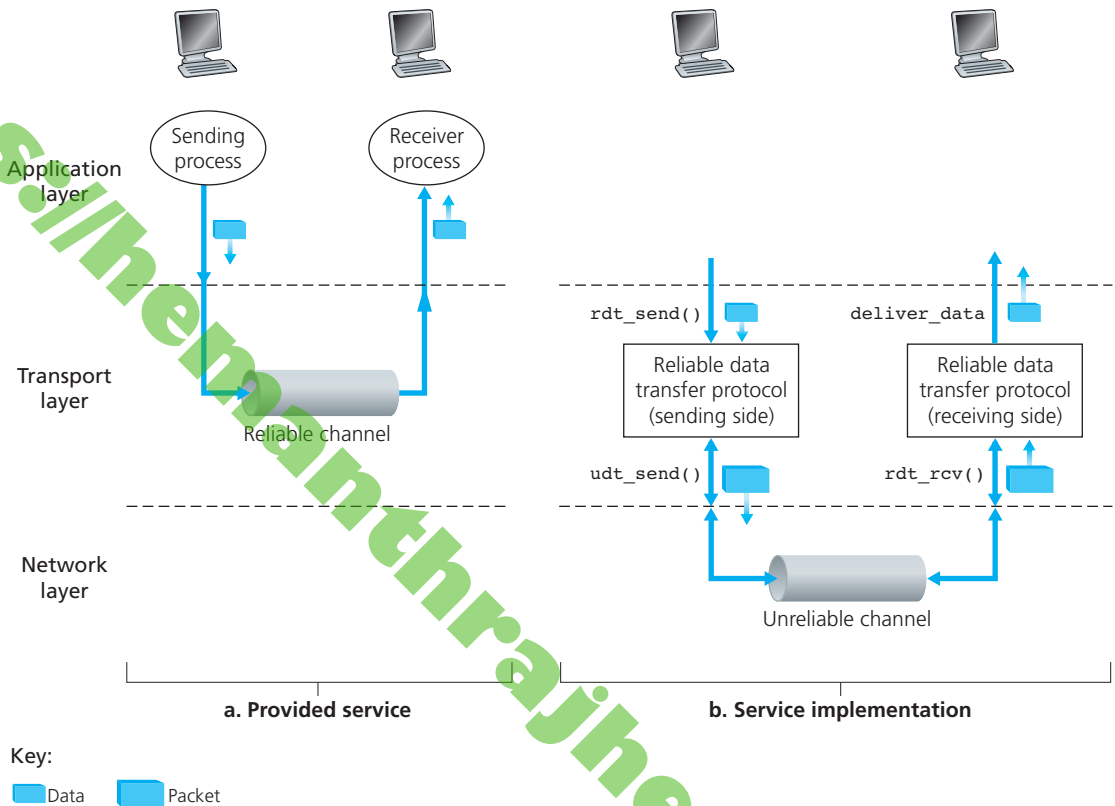 Sending
process
Receiver
process
Application
layer
rdt_send()
deliver_data
Transport
layer
Reliable data
transfer protocol
(sending side)
Reliable data
transfer protocol
(receiving side)
Reliable channel
udt_send()
rdt_rcv()
Network
layer
Unreliable channel
a. Provided service
b. Service implementation
Key:
Data
Packet
s://hemanthrajhe